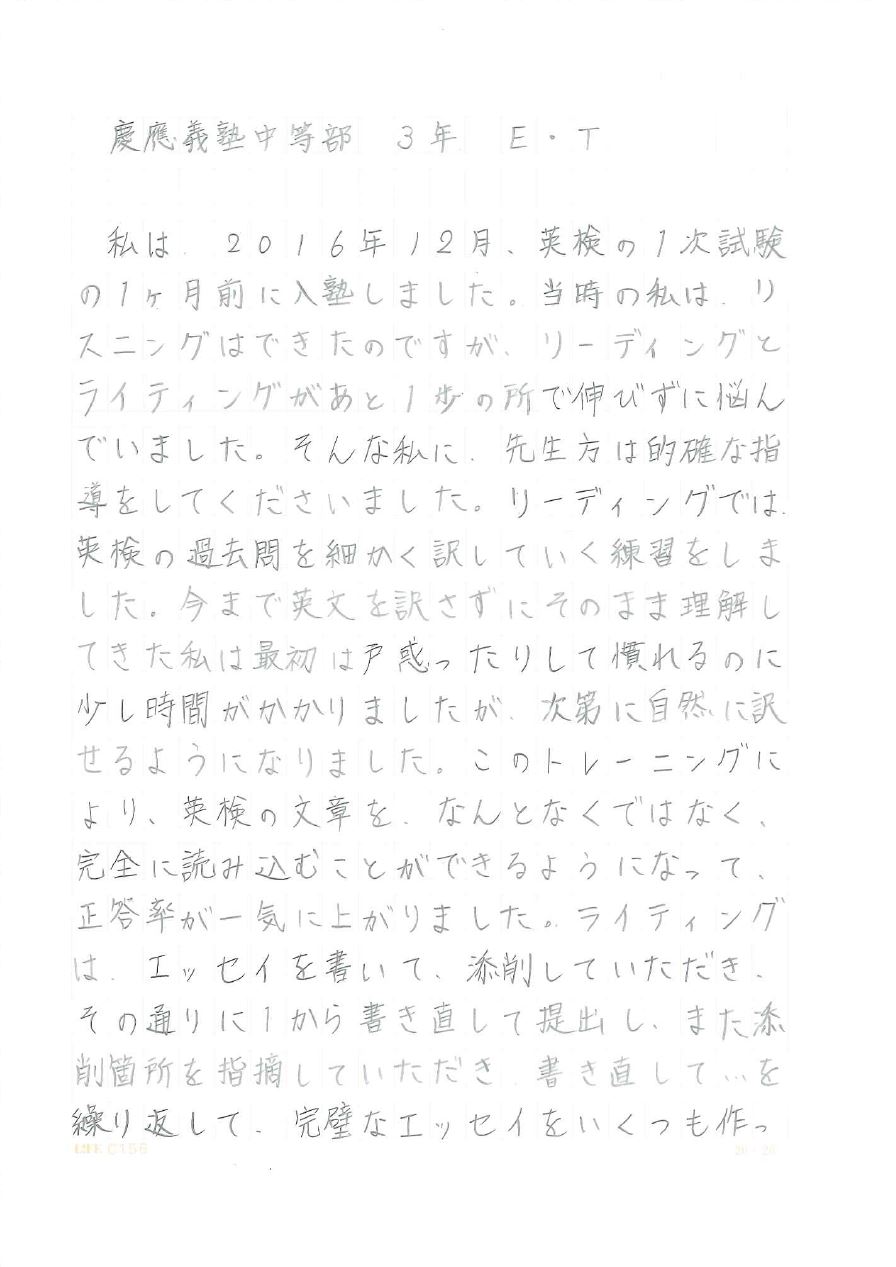 慶應義塾中等部 3年 E・T
私は、2016年12月、英検の1次試験
の1ヶ月前に入塾しました。当時の私は、リ
スニングはできたのですが、リーディングと
ライティングがあと1歩の所で伸びずに悩ん
でいました。そんな私に、先生方は的確な指
導をしてくださいました。リーディングでは、
英検の過去問を細かく訳していく練習をしま
した。今まで英文を訳さずにそのまま理解し
てきた私は最初は戸惑ったりして慣れるのに
少し時間がかかりましたが、次第に自然に訳
せるようになりました。このトレーニングに
より、英検の文章を、なんとなくではなく、
完全に読み込むことができるようになって、
正答率が一気に上がりました。ライティング
は、エッセイを書いて、添削していただき、
その通りに1から書き直して提出し、また添
削箇所を指摘していただき、書き直して…を
繰り返して、完璧なエッセイをいくつも作っ
LIFE C156
20×20